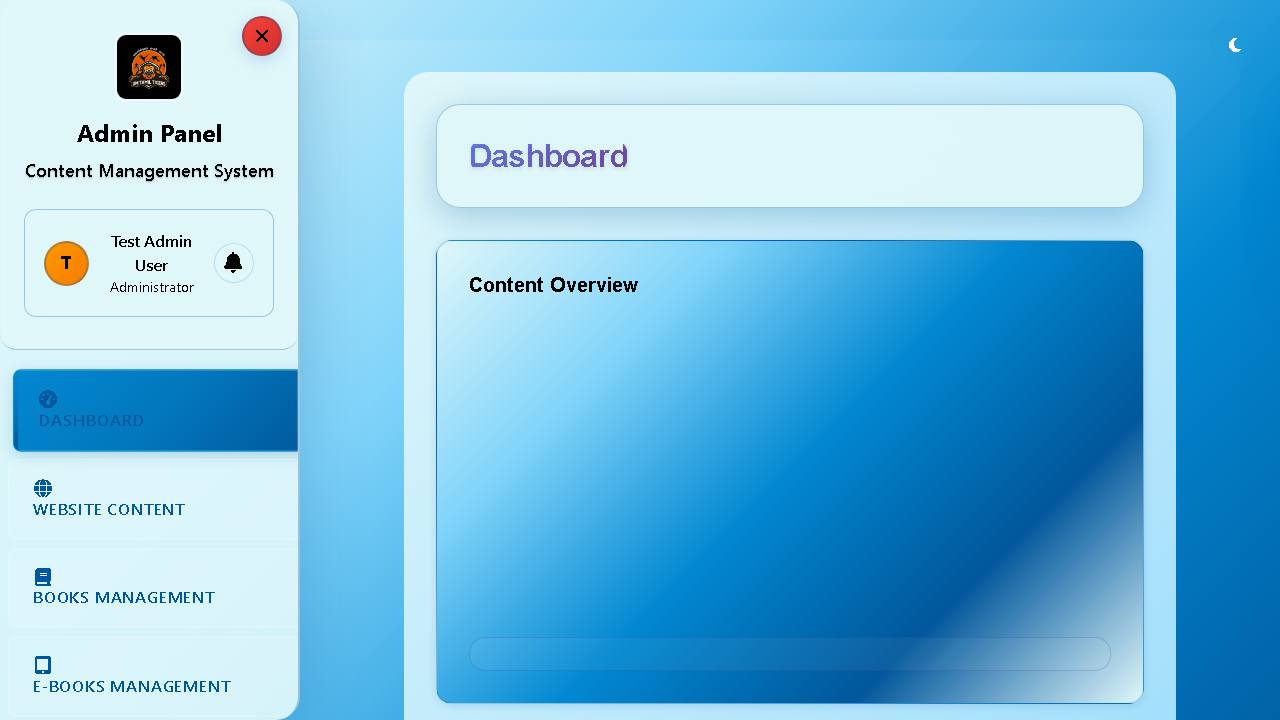 Admin Panel
Content Management System
T
Test Admin
User
Administrator
DASHBOARD
WEBSITE CONTENT
BOOKS MANAGEMENT
E-BOOKS MANAGEMENT
Dashboard
Content Overview